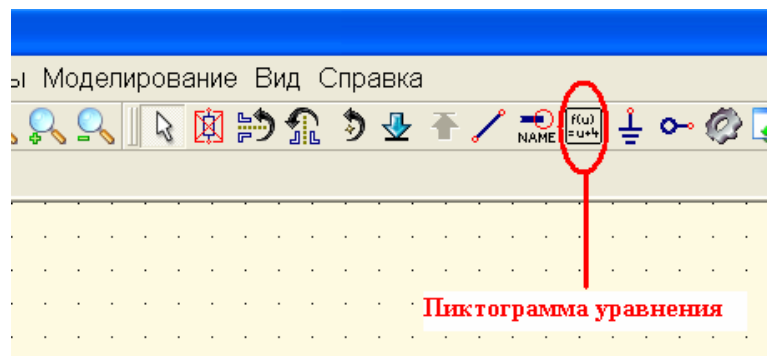 ы Моделирование Вид Справка
NAME
f(u)
=u+4
Пиктограмма уравнения